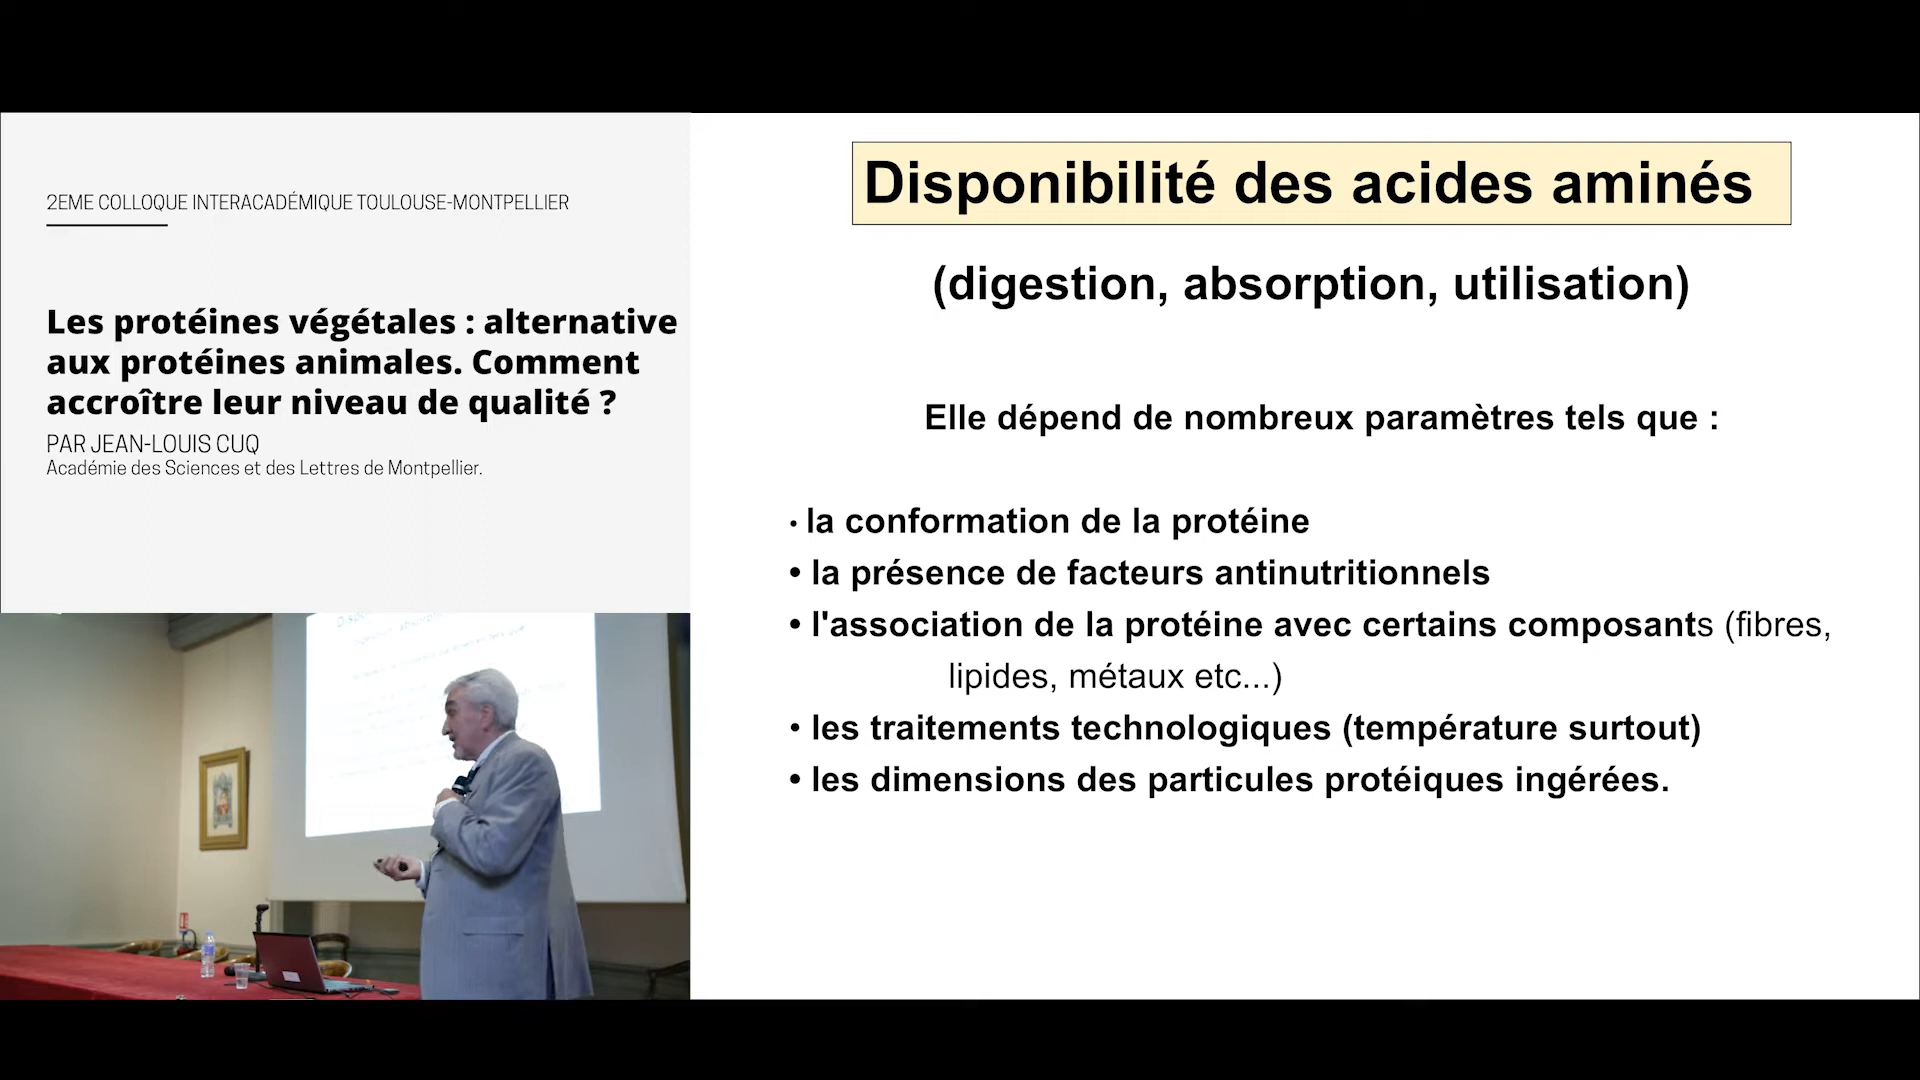 2EME COLLOQUE INTERACADÉMIQUE TOULOUSE-MONTPELLIER
Les protéines végétales : alternative
aux protéines animales. Comment
accroître leur niveau de qualité ?
PAR JEAN-LOUIS CUQ
Académie des Sciences et des Lettres de Montpellier.
Disponibilité des acides aminés
(digestion, absorption, utilisation)
Elle dépend de nombreux paramètres tels que :
• la conformation de la protéine
• la présence de facteurs antinutritionnels
• l'association de la protéine avec certains composants (fibres,
lipides, métaux etc...)
• les traitements technologiques (température surtout)
• les dimensions des particules protéiques ingérées.